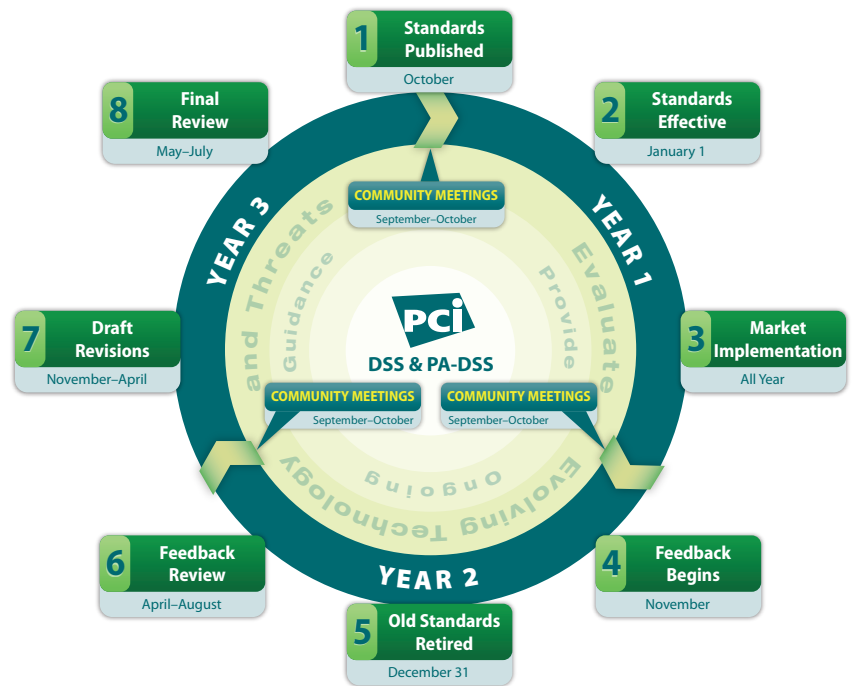 1
Standards
Published
October
2
Standards
Effective
January 1
3
Market
Implementation
All Year
4
Feedback
Begins
November
5
Old Standards
Retired
December 31
6
Feedback
Review
April–August
7
Draft
Revisions
November–April
8
Final
Review
May–July
YEAR 1
YEAR 2
YEAR 3
COMMUNITY MEETINGS
September–October
COMMUNITY MEETINGS
September–October
COMMUNITY MEETINGS
September–October
Evaluate
Evolving Technology
and Threats
Provide
Ongoing
Guidance
PCi
DSS & PA-DSS